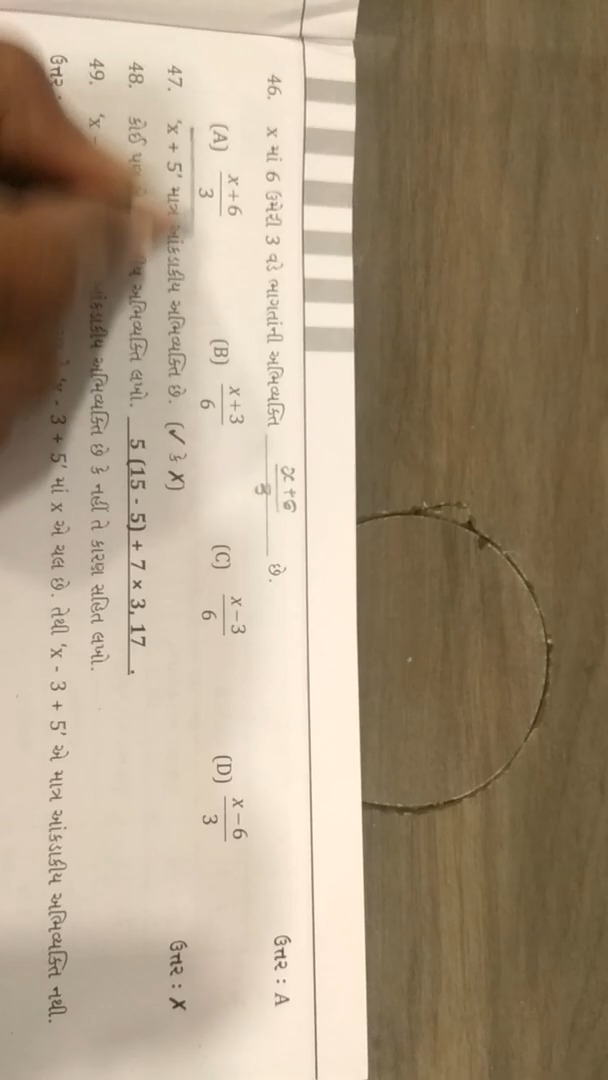 46. x માં 6 ઉમેરી 3 વડે ભાગતાંની અભિવ્યક્તિ x+6/3 છે. ઉત્તર : A
(A) x+6/3 (B) x+3/6 (C) x−3/6 (D) x−6/3
47. 'x + 5' માત્ર આંકડાકીય અભિવ્યક્તિ છે. (✓ કે X) ઉત્તર : X
48. કોઈ અભિવ્યક્તિ લખો. 5 (15 - 5) + 7 × 3, 17 .
49. 'x - આંકડાકીય અભિવ્યક્તિ છે કે નહીં તે કારણ સહિત લખો.
ઉત્તર : - 3 + 5' માં x એ ચલ છે. તેથી 'x - 3 + 5' એ માત્ર આંકડાકીય અભિવ્યક્તિ નથી.